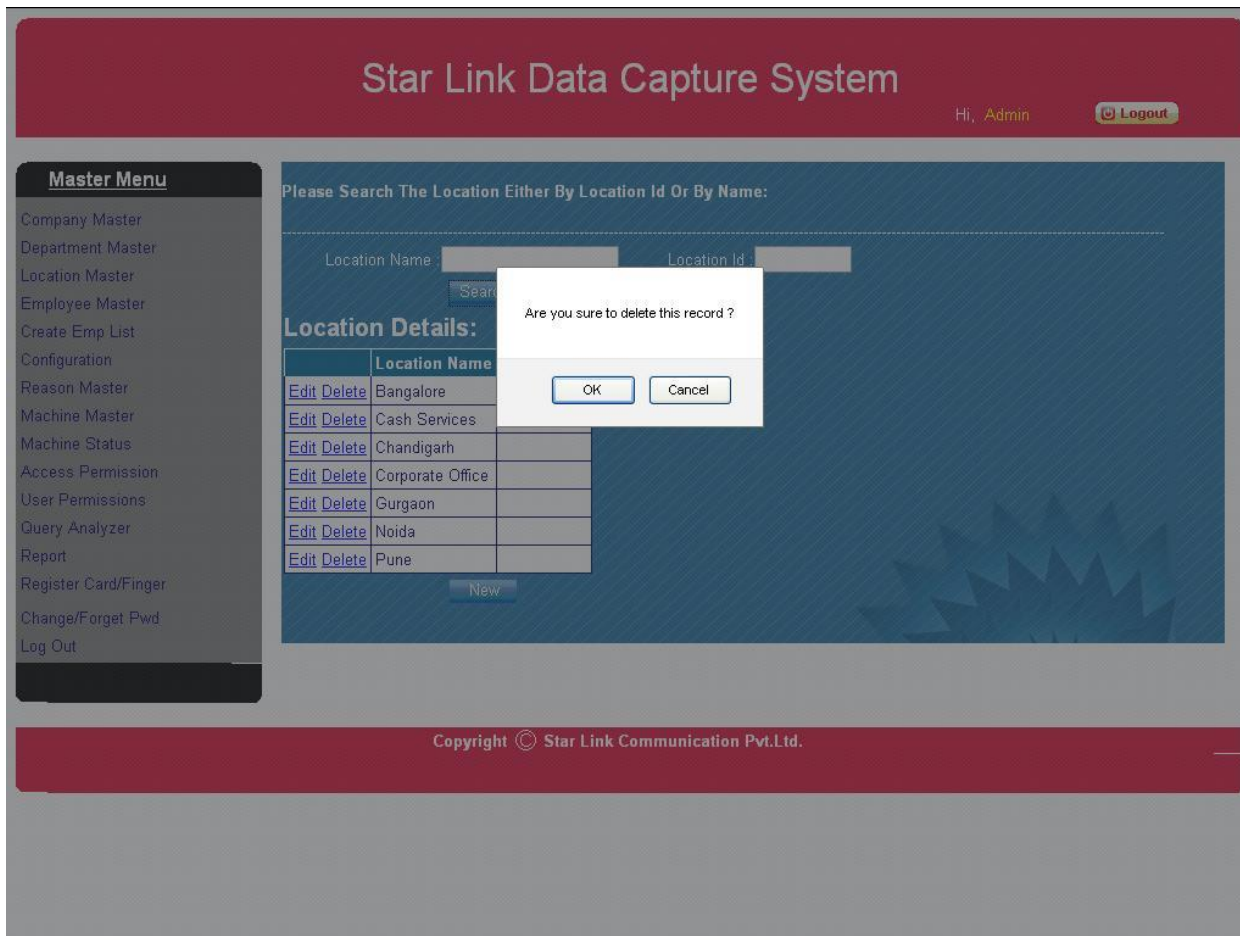 Star Link Data Capture System
Hi, Admin
Logout
Master Menu
Company Master
Department Master
Location Master
Employee Master
Create Emp List
Configuration
Reason Master
Machine Master
Machine Status
Access Permission
User Permissions
Query Analyzer
Report
Register Card/Finger
Change/Forget Pwd
Log Out
Please Search The Location Either By Location Id Or By Name:
Location Name :
Location Id :
Sear
Are you sure to delete this record ?
OK Cancel
Location Details:
Location Name
Edit Delete Bangalore
Edit Delete Cash Services
Edit Delete Chandigarh
Edit Delete Corporate Office
Edit Delete Gurgaon
Edit Delete Noida
Edit Delete Pune
New
Copyright © Star Link Communication Pvt.Ltd.